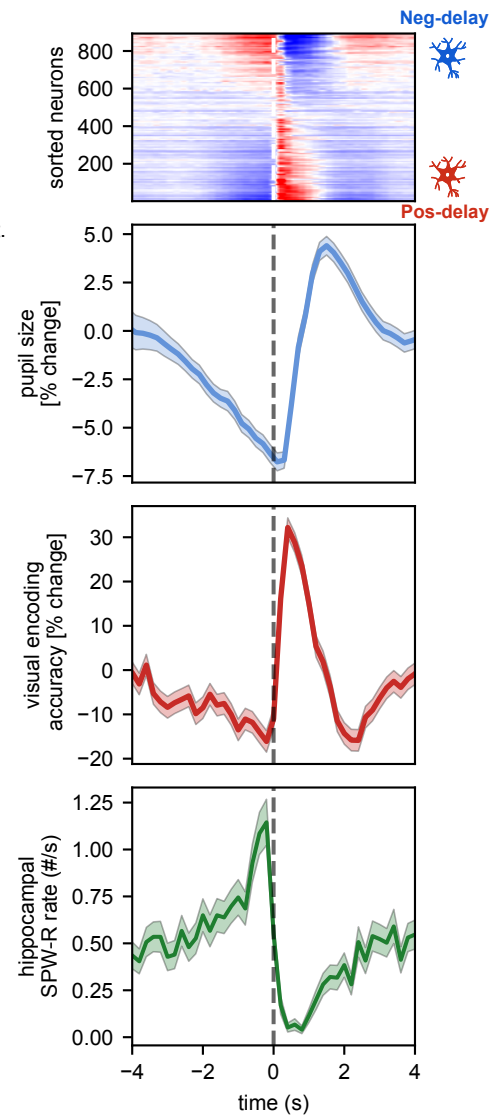 Neg-delay
800
600
400
200
sorted neurons
Pos-delay
.
5.0
2.5
0.0
−2.5
−5.0
−7.5
pupil size
[% change]
30
20
10
0
−10
−20
visual encoding
accuracy [% change]
1.25
1.00
0.75
0.50
0.25
0.00
hippocampal
SPW-R rate (#/s)
−4 −2 0 2 4
time (s)